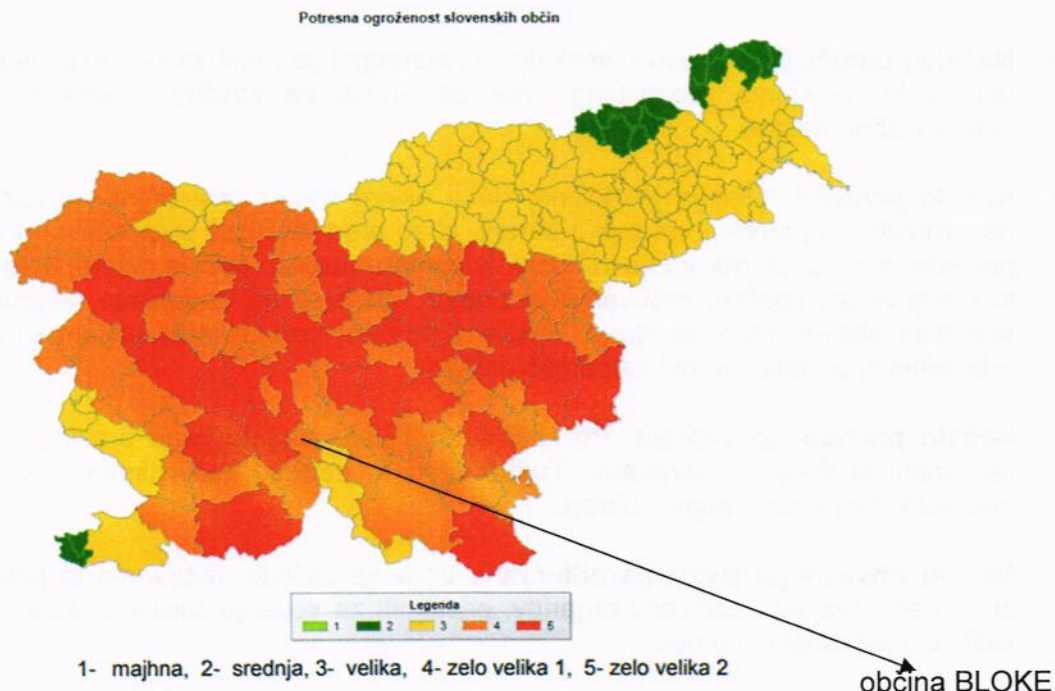 Potresna ogroženost slovenskih občin
Legenda
1 2 3 4 5
1- majhna, 2- srednja, 3- velika, 4- zelo velika 1, 5- zelo velika 2
občina BLOKE